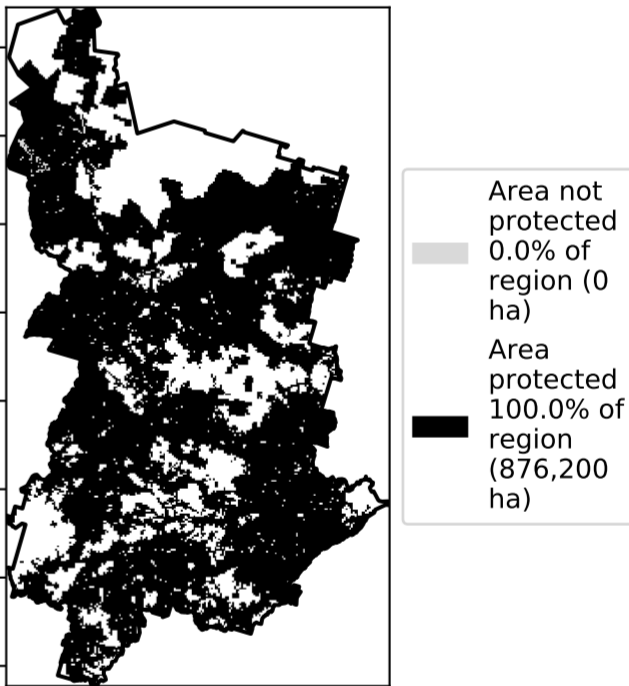 Area not
protected
0.0% of
region (0
ha)
Area
protected
100.0% of
region
(876,200
ha)